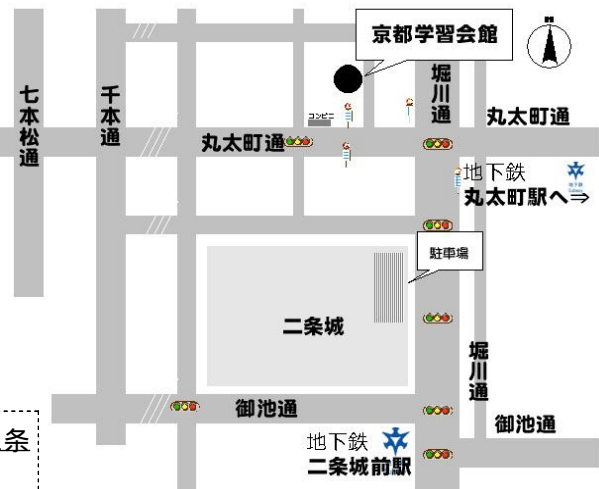 京都学習会館
N
七本松通
千本通
堀川通
コンビニ
丸太町通
丸太町通
地下鉄
丸太町駅へ⇒
駐車場
二条城
堀川通
御池通
御池通
条
地下鉄
二条城前駅